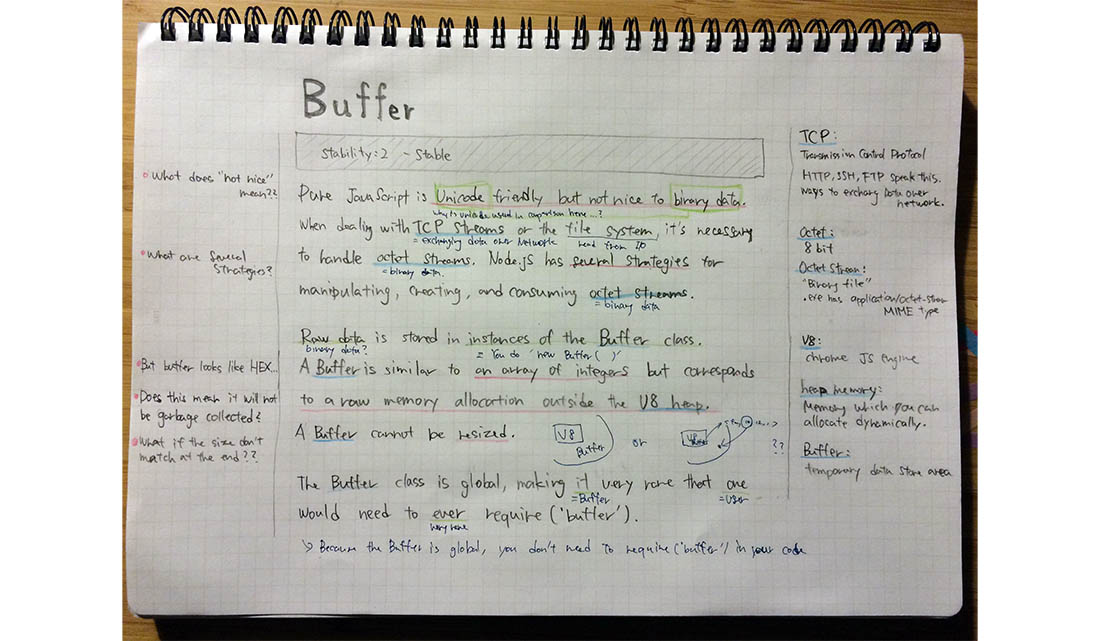 Buffer
Stability: 2 - Stable
Pure JavaScript is Unicode friendly but not nice to binary data.
Why is unicode used in comparison here...?
When dealing with TCP streams or the file system, it's necessary
= exchanging data over Network
read from I/O
to handle octet streams. Node.js has several strategies for
= binary data.
manipulating, creating, and consuming octet streams.
= binary data
Raw data is stored in instances of the Buffer class.
binary data?
= You do 'new Buffer( )'
A Buffer is similar to an array of integers but corresponds
to a raw memory allocation outside the V8 heap.
A Buffer cannot be resized.
V8
Buffer
or
V8
??
The Buffer class is global, making it very rare that one
= Buffer
= user
would need to ever require('buffer').
very rare
Because the Buffer is global, you don't need to require('buffer') in your code
What does "not nice"
mean??
What are several
strategies?
But buffer looks like HEX...
Does this mean it will not
be garbage collected?
What if the size don't
match at the end??
TCP:
Transmission Control Protocol
HTTP, SSH, FTP speak this.
ways to exchang Data over
network.
Octet:
8 bit
Octet Stream:
"Binary file"
.exe has application/octet-stream
MIME type
V8:
chrome JS engine
heap memory:
Memory which you can
allocate dynamically.
Buffer:
temporary data store area